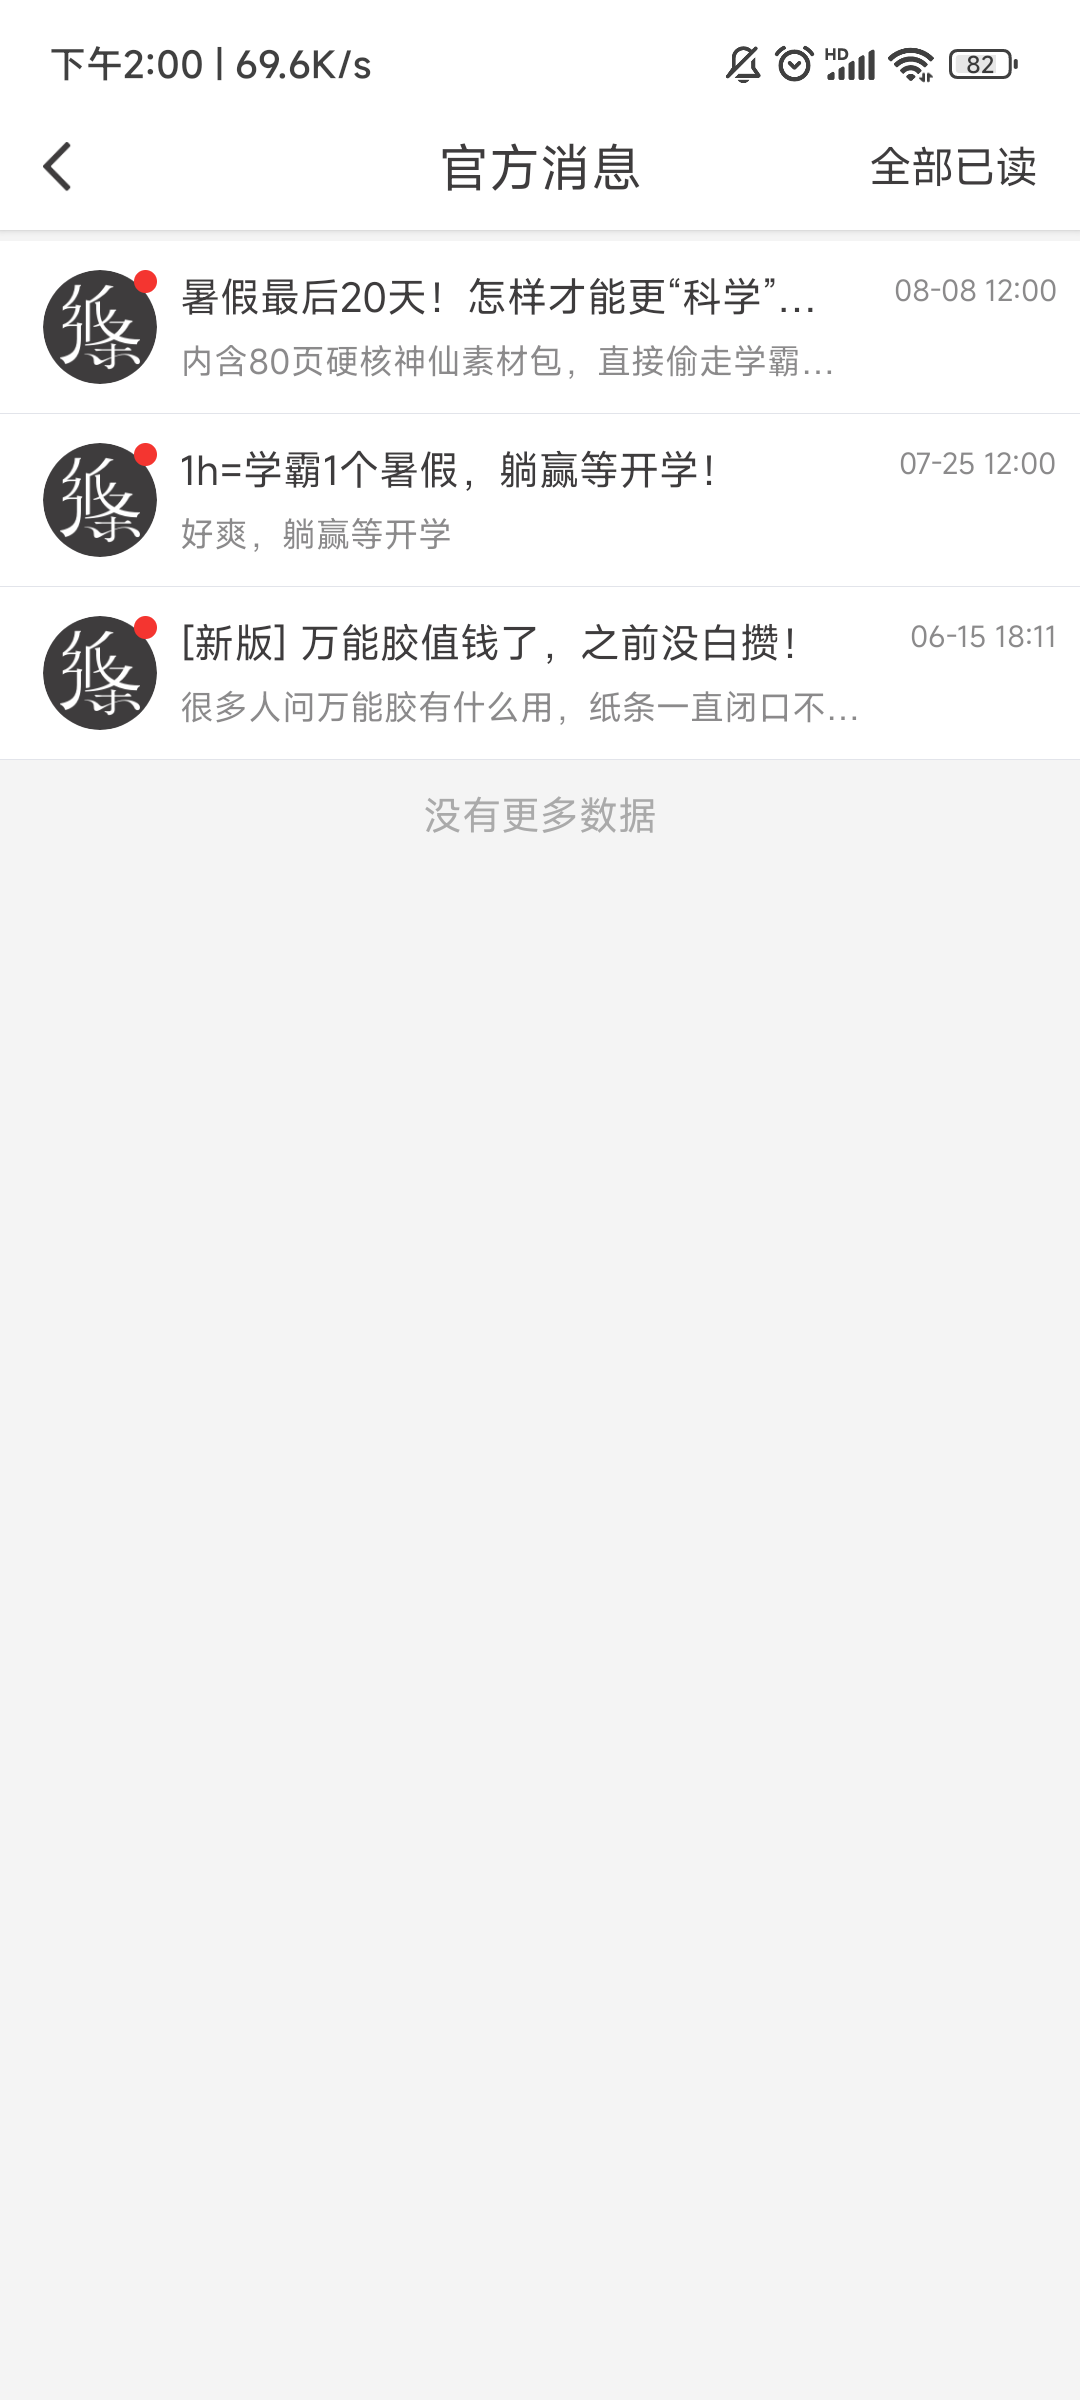 下午2:00 | 69.6K/s
HD
82
官方消息
全部已读
暑假最后20天！怎样才能更“科学”...
08-08 12:00
内含80页硬核神仙素材包，直接偷走学霸...
1h=学霸1个暑假，躺赢等开学！
07-25 12:00
好爽，躺赢等开学
[新版] 万能胶值钱了，之前没白攒！
06-15 18:11
很多人问万能胶有什么用，纸条一直闭口不...
没有更多数据